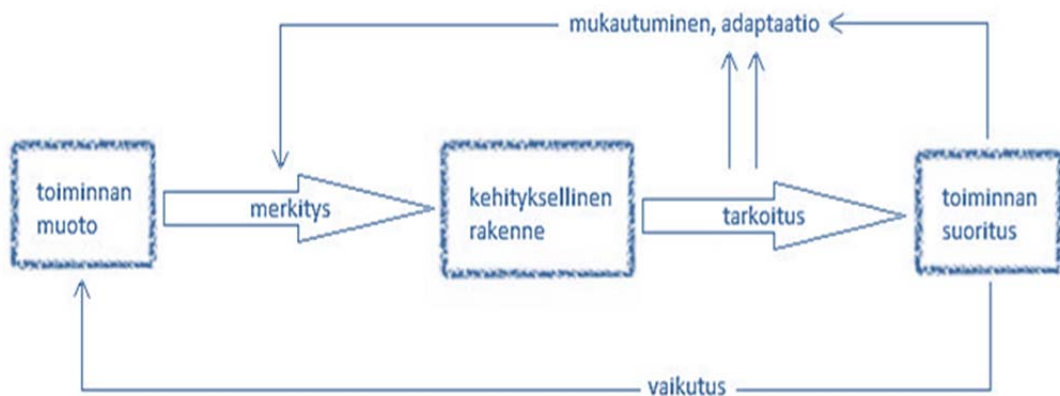 mukautuminen, adaptaatio
toiminnan
muoto
merkitys
kehityksellinen
rakenne
tarkoitus
toiminnan
suoritus
vaikutus